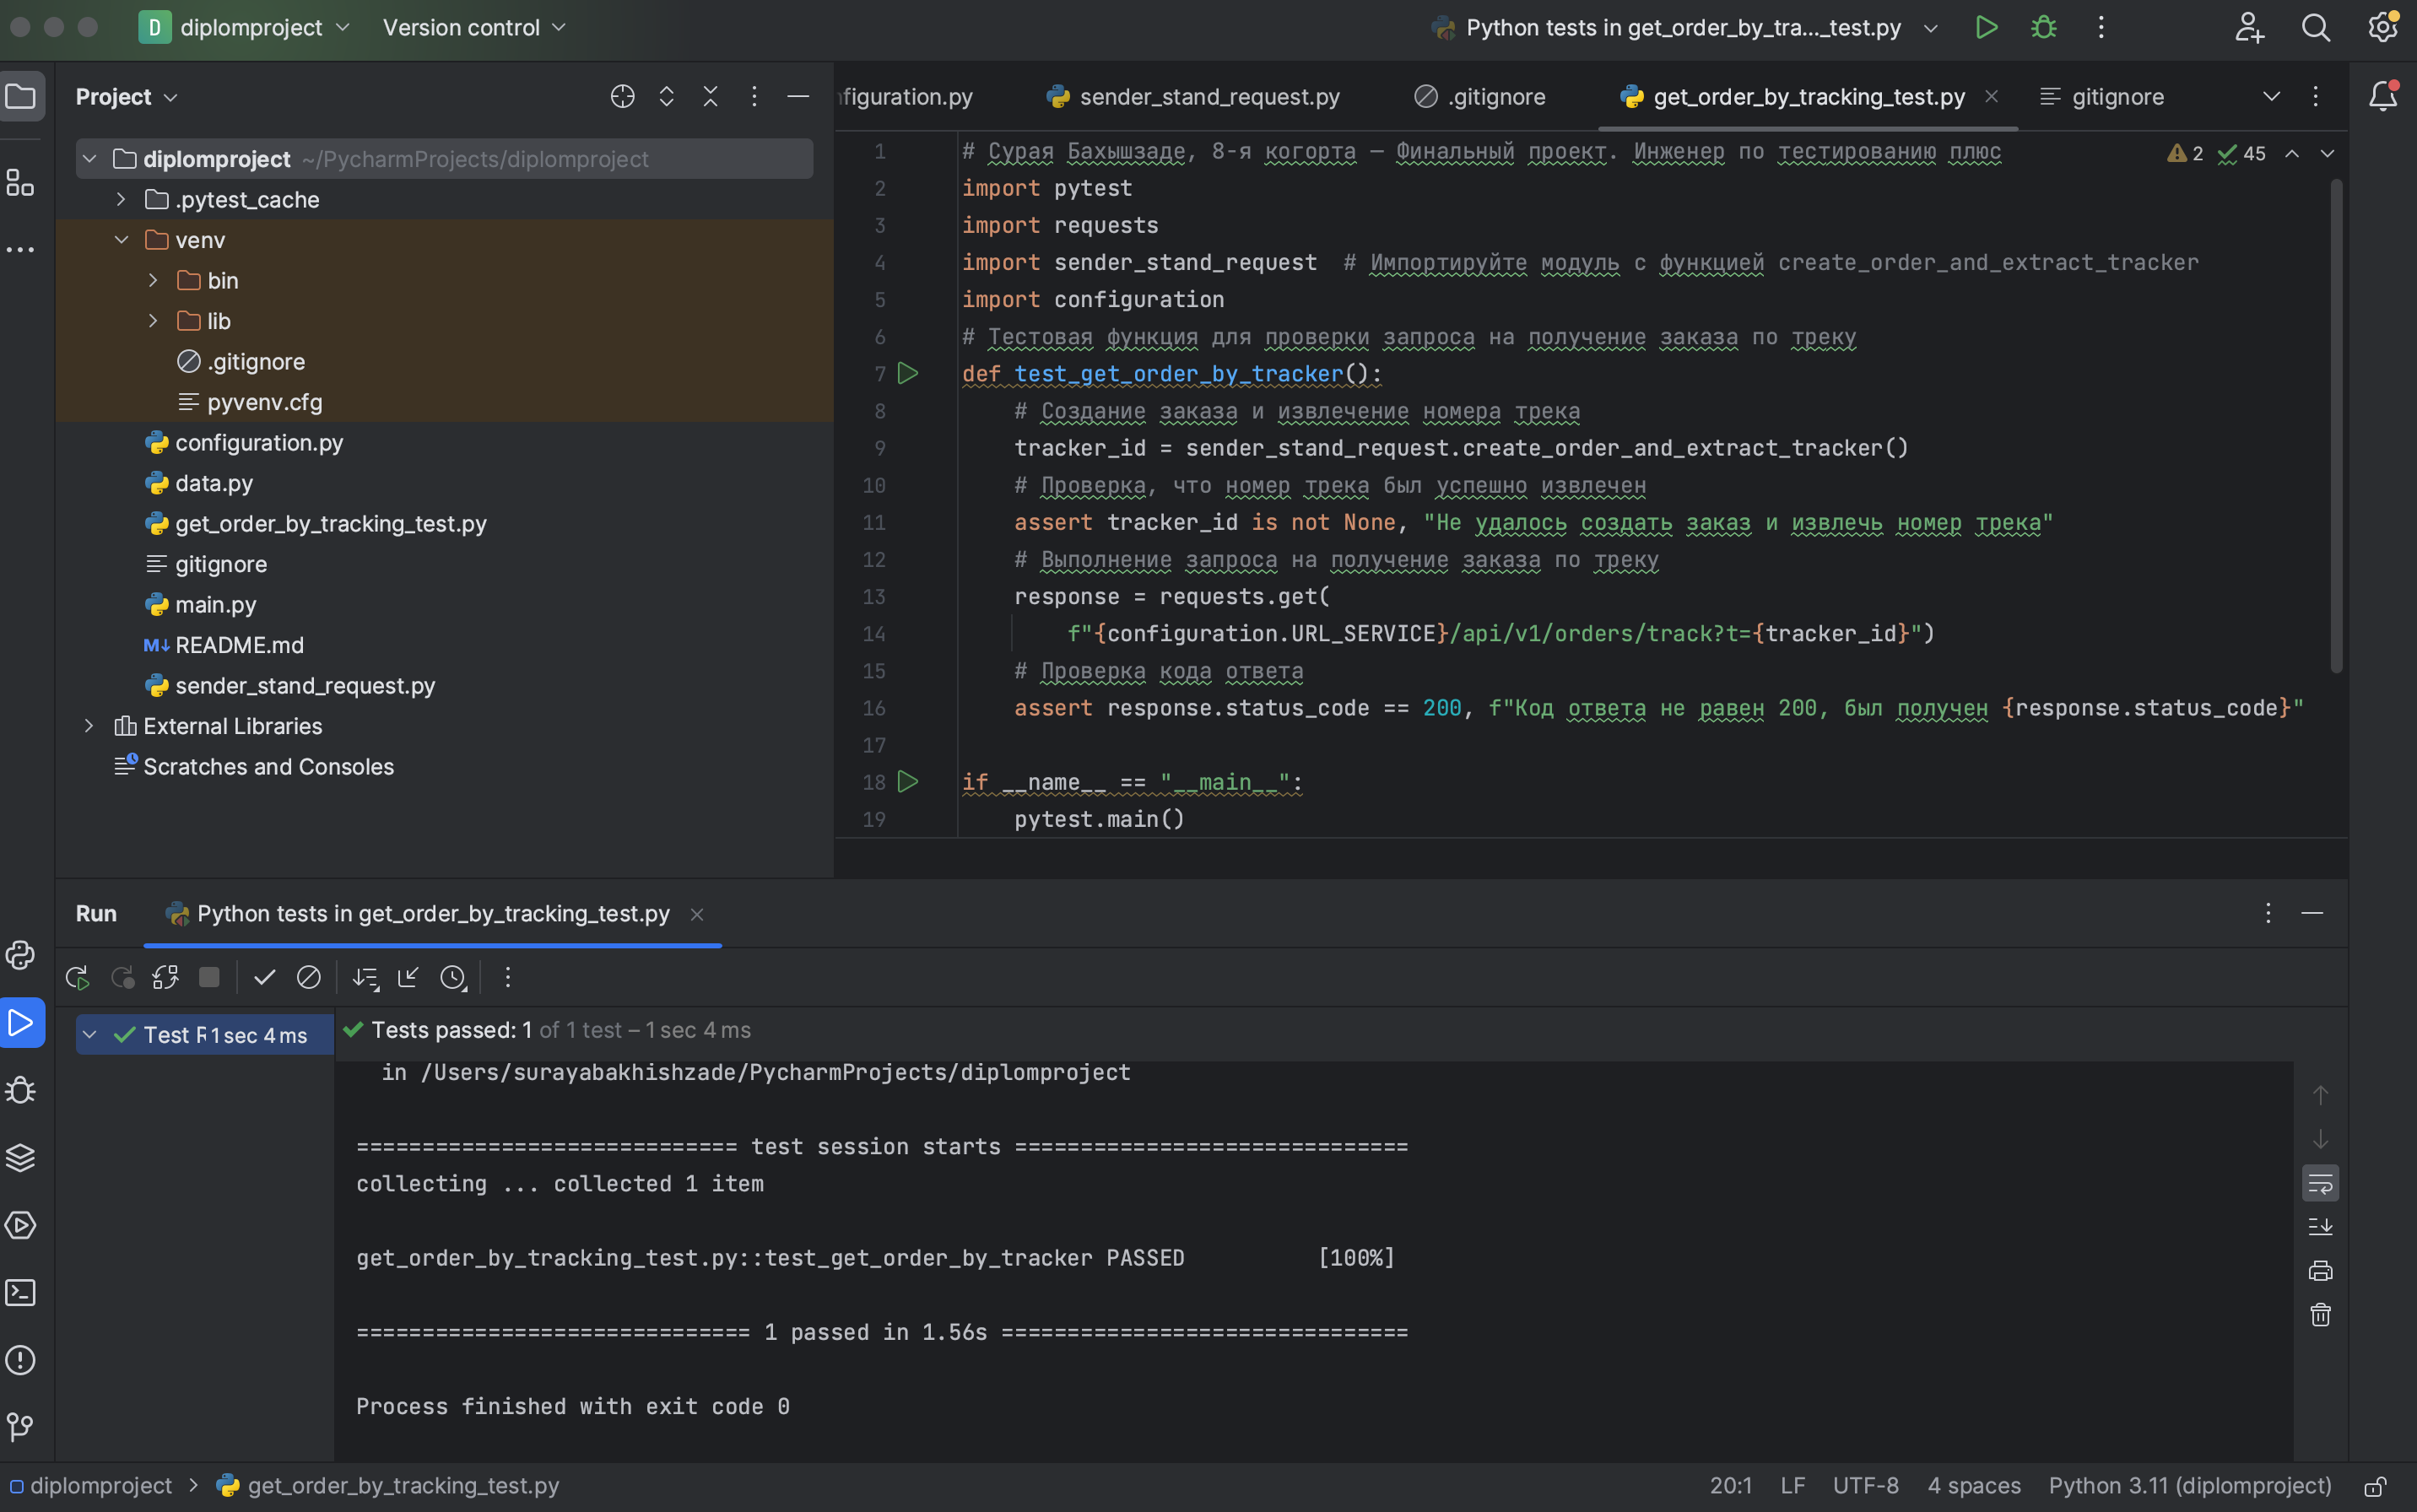 D diplomproject Version control Python tests in get_order_by_tra..._test.py
Project
diplomproject ~/PycharmProjects/diplomproject
.pytest_cache
venv
bin
lib
.gitignore
pyvenv.cfg
configuration.py
data.py
get_order_by_tracking_test.py
gitignore
main.py
M↓ README.md
sender_stand_request.py
External Libraries
Scratches and Consoles
figuration.py sender_stand_request.py .gitignore get_order_by_tracking_test.py gitignore
2 45
1 # Сурая Бахышзаде, 8-я когорта — Финальный проект. Инженер по тестированию плюс
2 import pytest
3 import requests
4 import sender_stand_request # Импортируйте модуль с функцией create_order_and_extract_tracker
5 import configuration
6 # Тестовая функция для проверки запроса на получение заказа по треку
7 def test_get_order_by_tracker():
8 # Создание заказа и извлечение номера трека
9 tracker_id = sender_stand_request.create_order_and_extract_tracker()
10 # Проверка, что номер трека был успешно извлечен
11 assert tracker_id is not None, "Не удалось создать заказ и извлечь номер трека"
12 # Выполнение запроса на получение заказа по треку
13 response = requests.get(
14 f"{configuration.URL_SERVICE}/api/v1/orders/track?t={tracker_id}")
15 # Проверка кода ответа
16 assert response.status_code == 200, f"Код ответа не равен 200, был получен {response.status_code}"
17
18 if __name__ == "__main__":
19 pytest.main()
Run Python tests in get_order_by_tracking_test.py
Test R 1 sec 4 ms
Tests passed: 1 of 1 test – 1 sec 4 ms
in /Users/surayabakhishzade/PycharmProjects/diplomproject
============================= test session starts ==============================
collecting ... collected 1 item
get_order_by_tracking_test.py::test_get_order_by_tracker PASSED [100%]
============================== 1 passed in 1.56s ===============================
Process finished with exit code 0
diplomproject > get_order_by_tracking_test.py 20:1 LF UTF-8 4 spaces Python 3.11 (diplomproject)